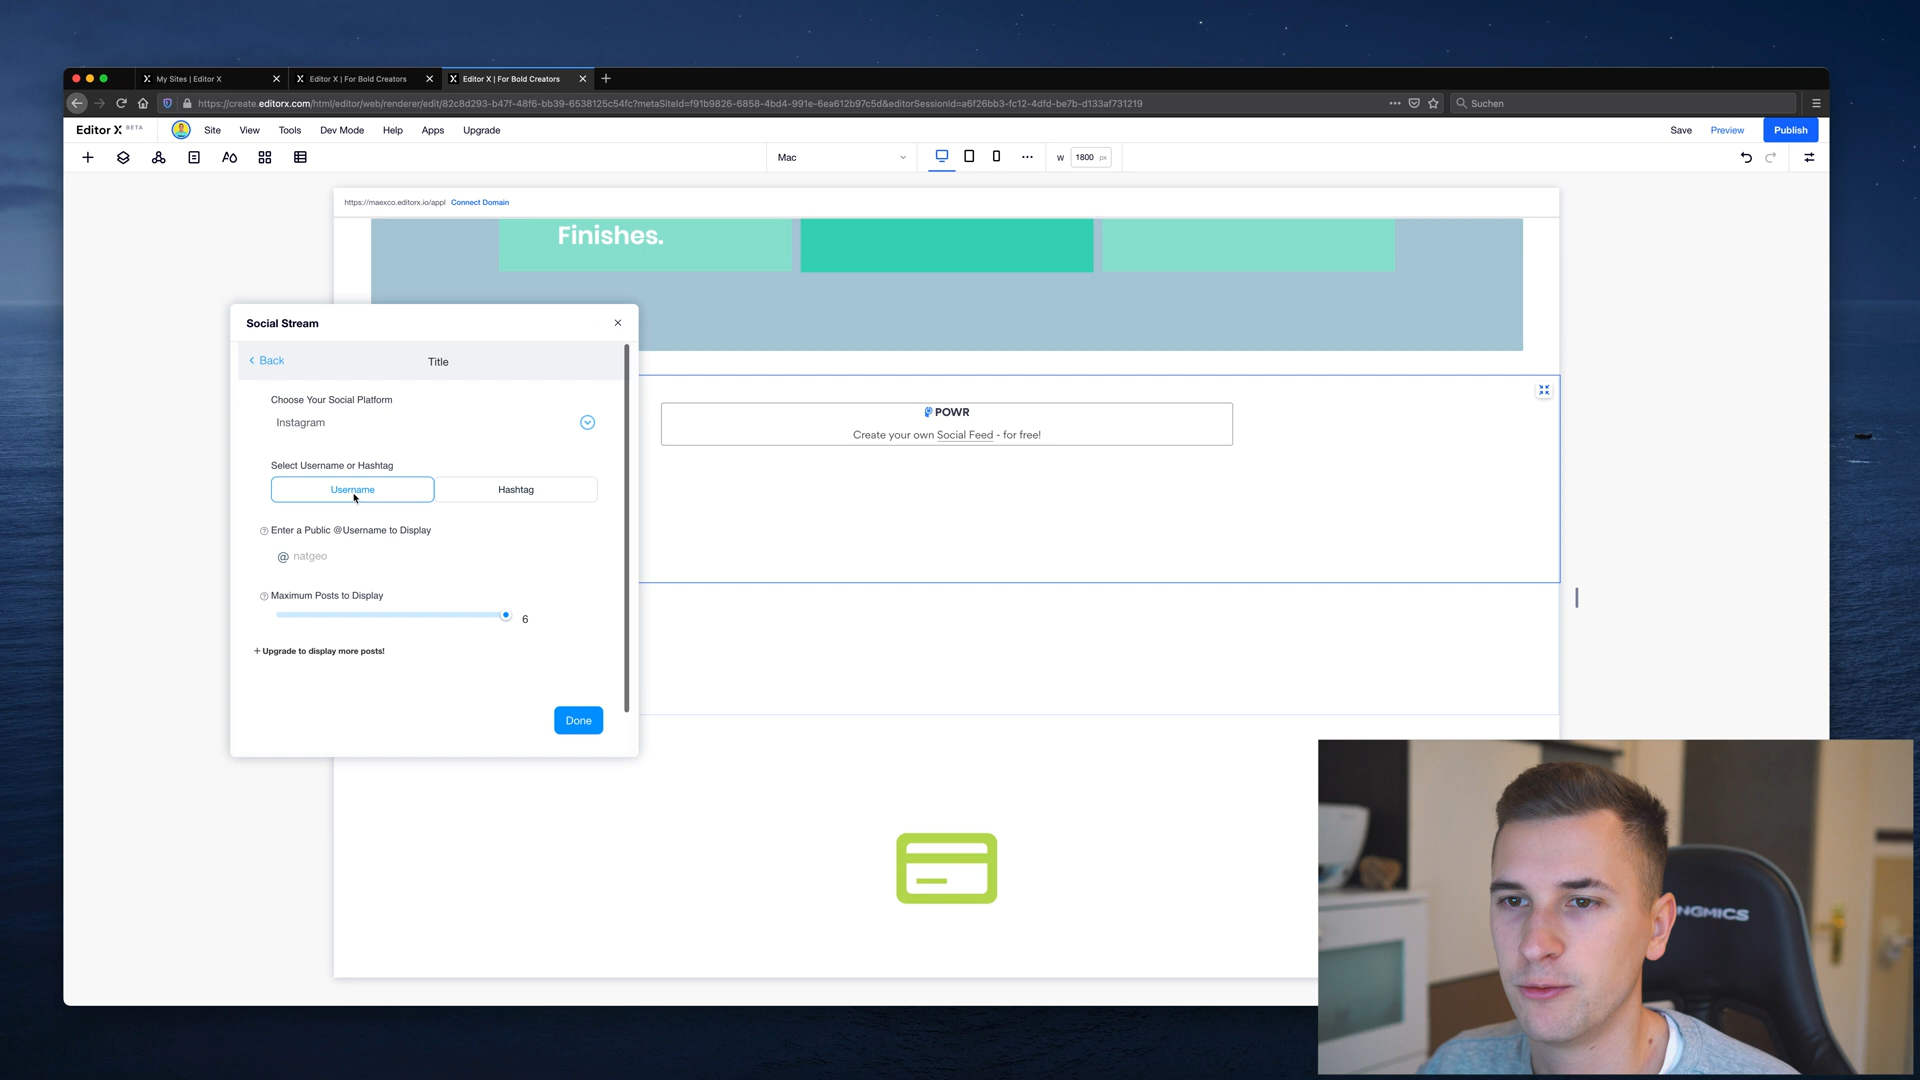 My Sites | Editor X
Editor X | For Bold Creators
Editor X | For Bold Creators
https://create.editorx.com/html/editor/web/renderer/edit/82c8d293-b47f-48f6-bb39-6538125c54fc?metaSiteId=f91b9826-6858-4bd4-991e-6ea612b97c5d&editorSessionId=a6f26bb3-fc12-4dfd-be7b-d133af731219
Suchen
Editor X BETA
Site
View
Tools
Dev Mode
Help
Apps
Upgrade
Save
Preview
Publish
Mac
W 1800 px
https://maexco.editorx.io/appl Connect Domain
Finishes.
Social Stream
Back
Title
Choose Your Social Platform
Instagram
Select Username or Hashtag
Username
Hashtag
Enter a Public @Username to Display
@ natgeo
Maximum Posts to Display
6
+ Upgrade to display more posts!
Done
POWR
Create your own Social Feed - for free!
NGMICS